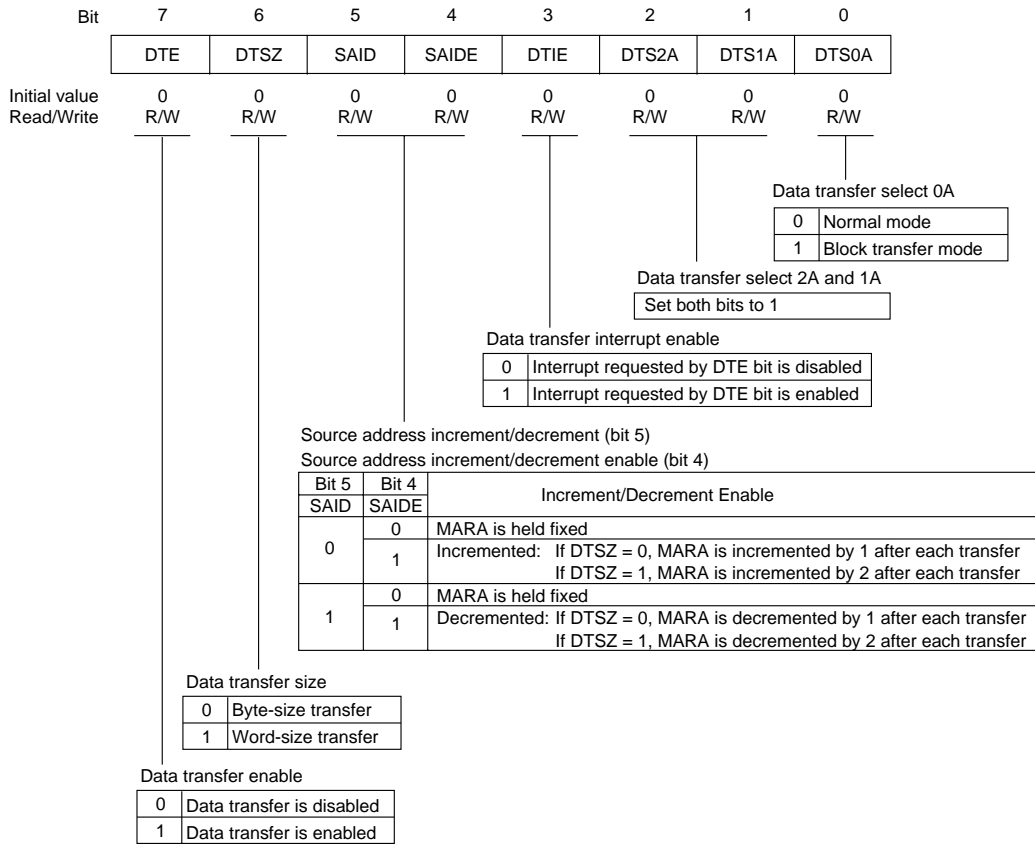 Bit 7 6 5 4 3 2 1 0
DTE DTSZ SAID SAIDE DTIE DTS2A DTS1A DTS0A
Initial value 0 0 0 0 0 0 0 0
Read/Write R/W R/W R/W R/W R/W R/W R/W R/W
Data transfer select 0A
0 Normal mode
1 Block transfer mode
Data transfer select 2A and 1A
Set both bits to 1
Data transfer interrupt enable
0 Interrupt requested by DTE bit is disabled
1 Interrupt requested by DTE bit is enabled
Source address increment/decrement (bit 5)
Source address increment/decrement enable (bit 4)
Bit 5 Bit 4 Increment/Decrement Enable
SAID SAIDE
0 0 MARA is held fixed
1 Incremented: If DTSZ = 0, MARA is incremented by 1 after each transfer
If DTSZ = 1, MARA is incremented by 2 after each transfer
1 0 MARA is held fixed
1 Decremented: If DTSZ = 0, MARA is decremented by 1 after each transfer
If DTSZ = 1, MARA is decremented by 2 after each transfer
Data transfer size
0 Byte-size transfer
1 Word-size transfer
Data transfer enable
0 Data transfer is disabled
1 Data transfer is enabled